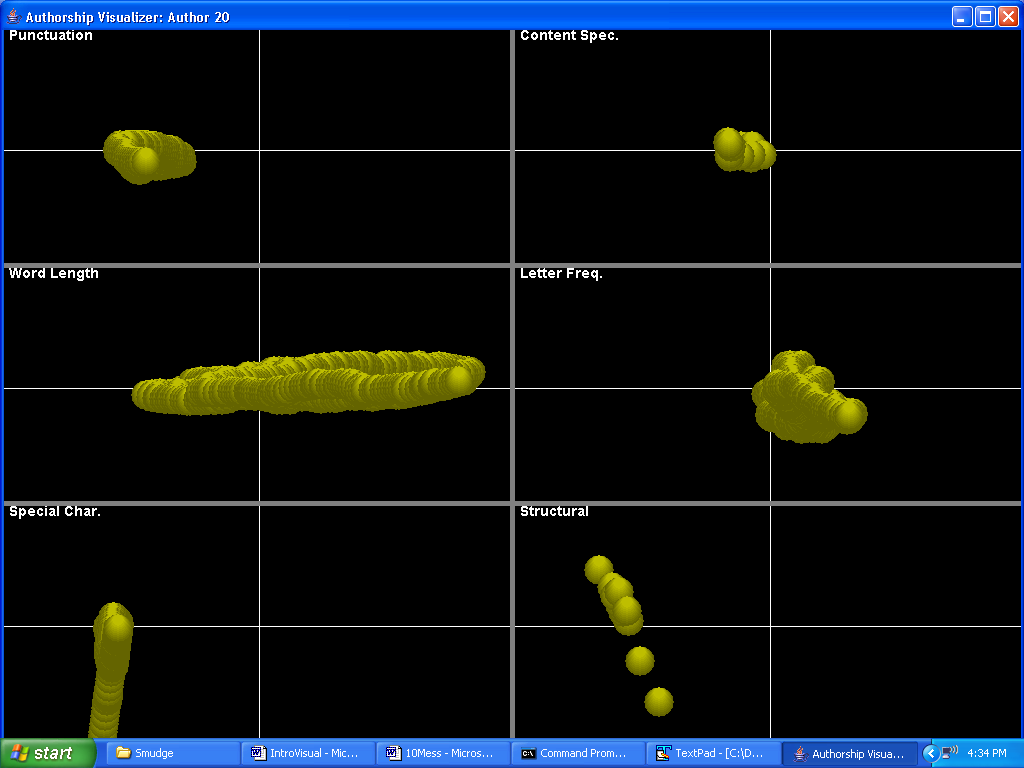 Authorship Visualizer: Author 20
Punctuation
Content Spec.
Word Length
Letter Freq.
Special Char.
Structural
start
Smudge
IntroVisual - Mic...
10Mess - Micros...
Command Prom...
TextPad - [C:\D...
Authorship Visua...
4:34 PM